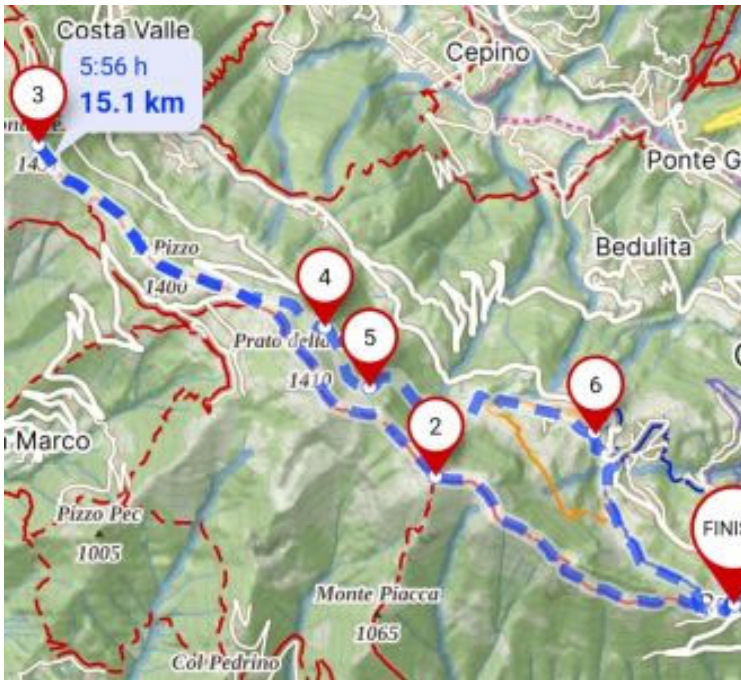 Costa Valle
5:56 h
15.1 km
3
Cepino
Ponte G
Bedulita
Pizzo
1400
4
Prato della
1410
5
6
2
n Marco
Pizzo Pec
1005
FINIS
Monte Piacca
1065
Col Pedrino